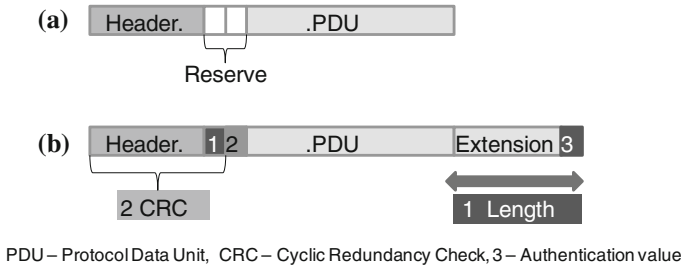 (a) Header. .PDU
Reserve
(b) Header. 1 2 .PDU Extension 3
2 CRC 1 Length
PDU – Protocol Data Unit, CRC – Cyclic Redundancy Check, 3 – Authentication value